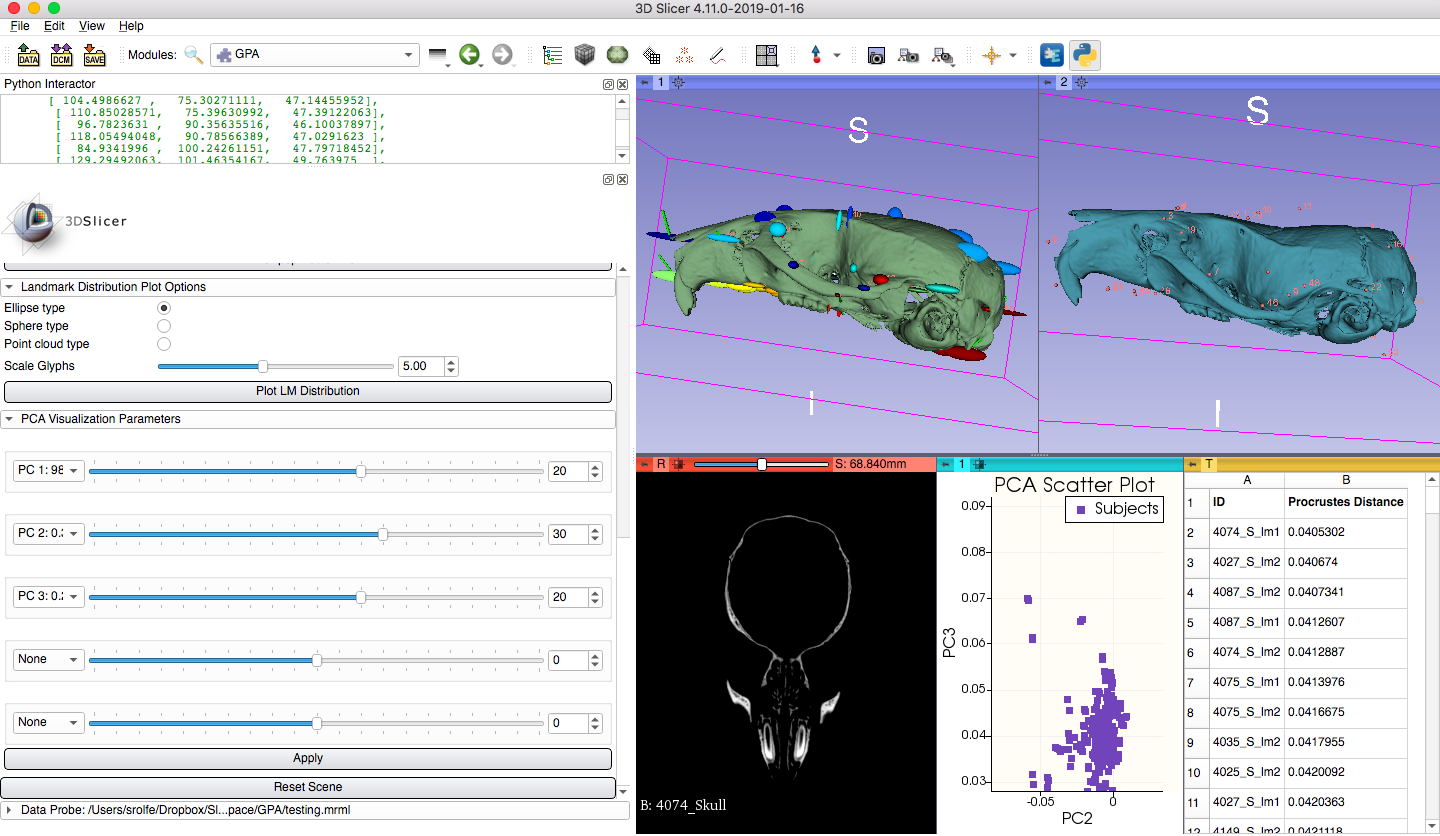 3D Slicer 4.11.0-2019-01-16
File Edit View Help
DATA DCM SAVE Modules: GPA
Python Interactor
[ 104.4986627 , 75.30271111, 47.14455952],
[ 110.85028571, 75.39630992, 47.39122063],
[ 96.7823631 , 90.35635516, 46.10037897],
[ 118.05494048, 90.78566389, 47.0291623 ],
[ 84.9341996 , 100.24261151, 47.79718452],
[ 129.29492063, 101.46354167, 49.763975 ],
3DSlicer
Landmark Distribution Plot Options
Ellipse type
Sphere type
Point cloud type
Scale Glyphs 5.00
Plot LM Distribution
PCA Visualization Parameters
PC 1: 98 20
PC 2: 0.: 30
PC 3: 0.: 20
None 0
None 0
Apply
Reset Scene
Data Probe: /Users/srolfe/Dropbox/Sl...pace/GPA/testing.mrml
1
S
I
2
S
I
R S: 68.840mm
B: 4074_Skull
1
PCA Scatter Plot
Subjects
0.09
0.08
0.07
0.06
0.05
0.04
0.03
PC3
-0.05 0
PC2
T
A B
1 ID Procrustes Distance
2 4074_S_lm1 0.0405302
3 4027_S_lm2 0.040674
4 4087_S_lm2 0.0407341
5 4087_S_lm1 0.0412607
6 4074_S_lm2 0.0412887
7 4075_S_lm1 0.0413976
8 4075_S_lm2 0.0416675
9 4035_S_lm2 0.0417955
10 4025_S_lm2 0.0420092
11 4027_S_lm1 0.0420363
12 4149_S_lm2 0.0421118